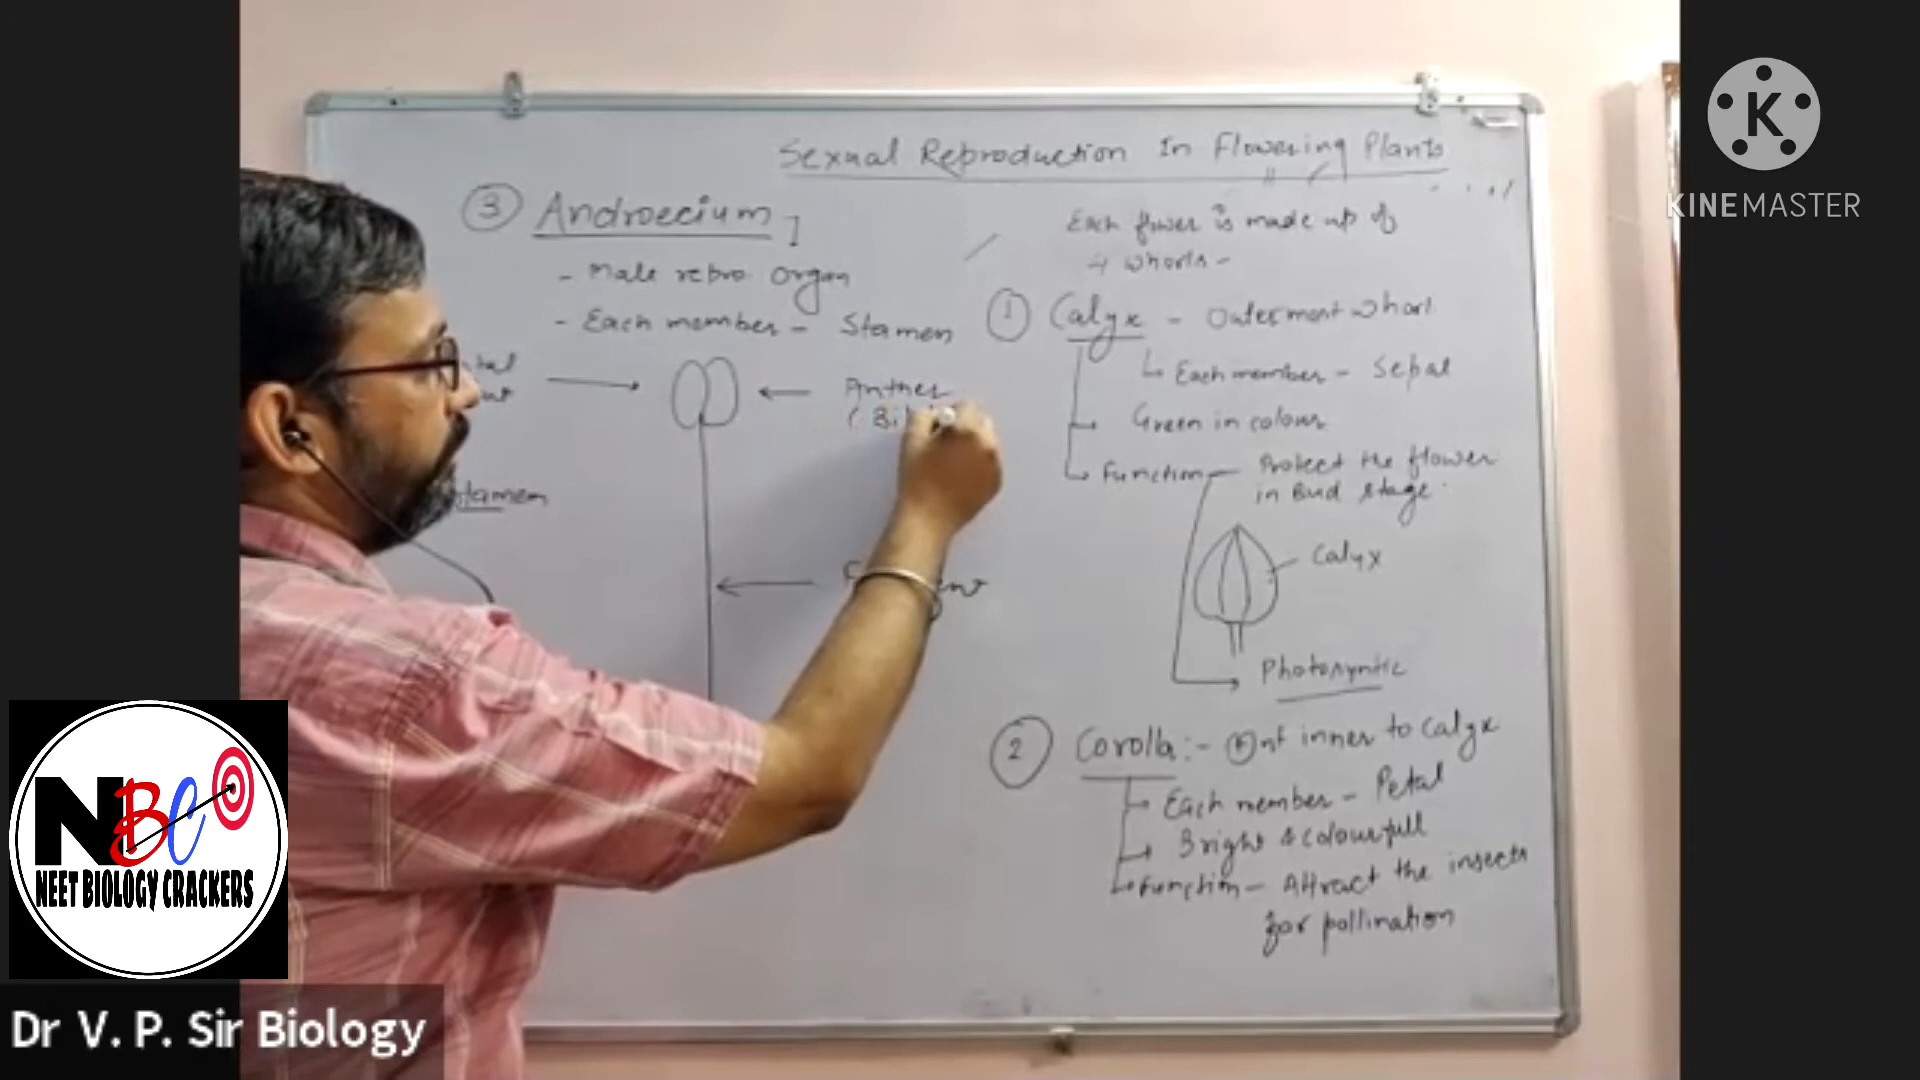 Sexual Reproduction In Flowering Plants
③ Androecium
- Male repro organ
- Each member - Stamen
Anther
(Bil
Stamen
Each flower is made up of
4 whorls -
① Calyx - Outermost whorl
Each member - Sepal
Green in colour
Function - Protect the flower
in Bud stage.
Calyx
Photosyntic
② Corolla :- inner to Calyx
Each member - Petal
Bright & colourfull
Function - Attract the insects
for pollination
K
KINEMASTER
NBC
NEET BIOLOGY CRACKERS
Dr V. P. Sir Biology